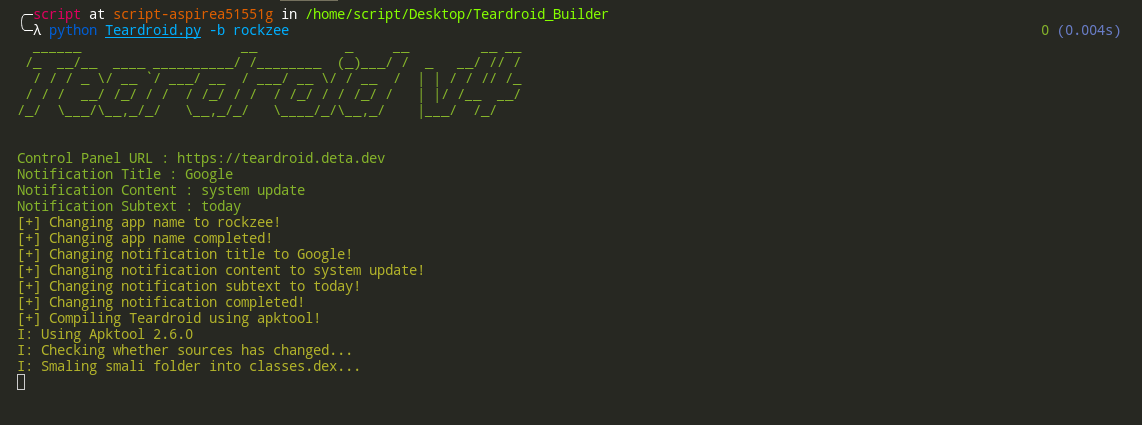 script at script-aspirea51551g in /home/script/Desktop/Teardroid_Builder
λ python Teardroid.py -b rockzee 0 (0.004s)
Teardroid v4
Control Panel URL : https://teardroid.deta.dev
Notification Title : Google
Notification Content : system update
Notification Subtext : today
[+] Changing app name to rockzee!
[+] Changing app name completed!
[+] Changing notification title to Google!
[+] Changing notification content to system update!
[+] Changing notification subtext to today!
[+] Changing notification completed!
[+] Compiling Teardroid using apktool!
I: Using Apktool 2.6.0
I: Checking whether sources has changed...
I: Smaling smali folder into classes.dex...